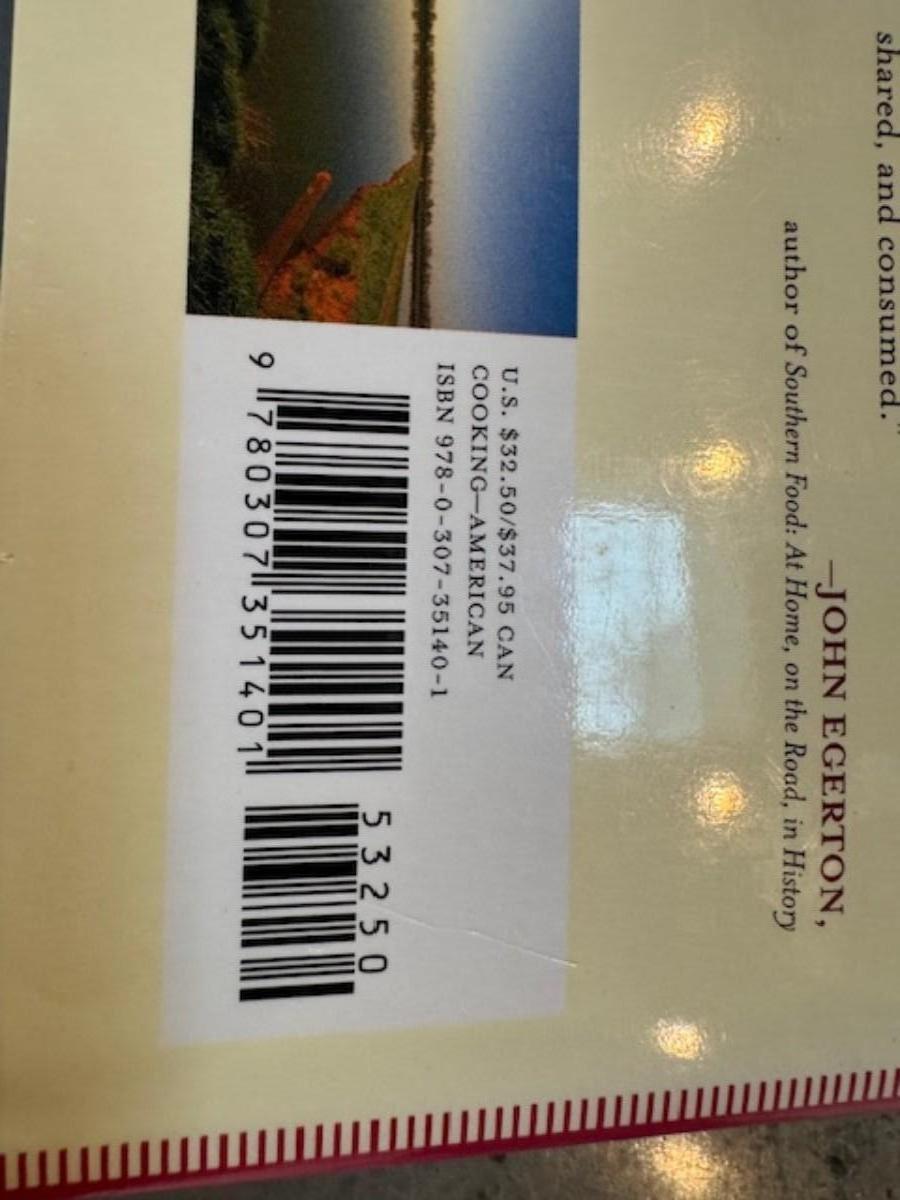 shared, and consumed."
—JOHN EGERTON,
author of Southern Food: At Home, on the Road, in History
U.S. $32.50/$37.95 CAN
COOKING—AMERICAN
ISBN 978-0-307-35140-1
53250
9 780307 351401